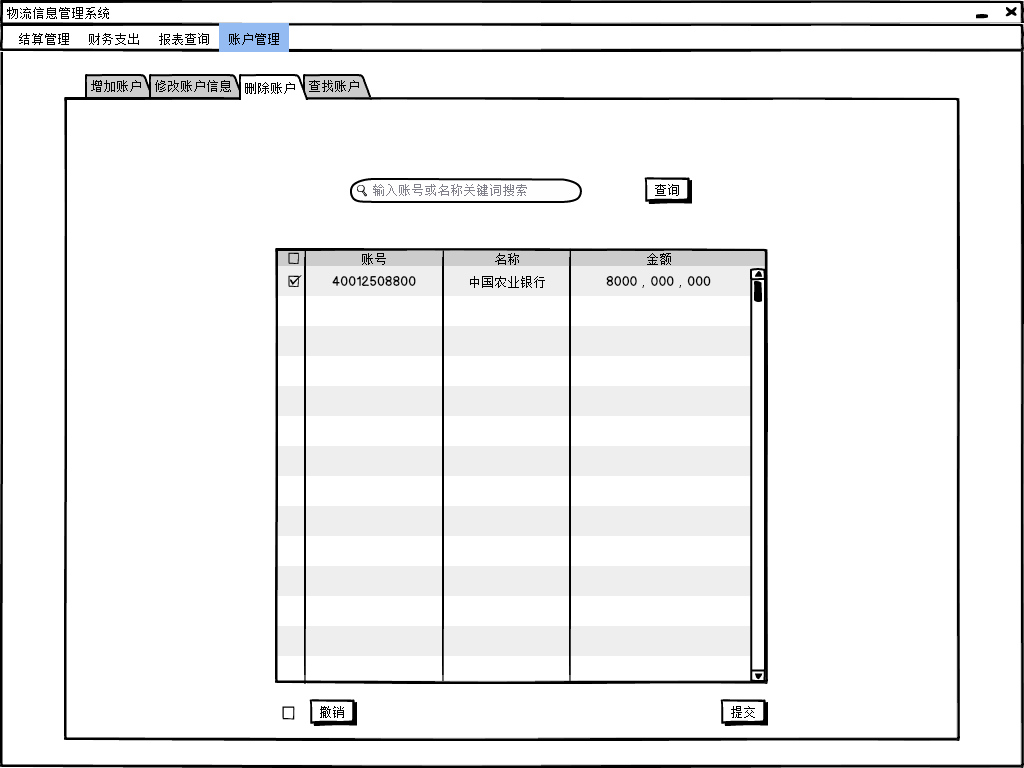 物流信息管理系统
结算管理 财务支出 报表查询 账户管理
增加账户 修改账户信息 删除账户 查找账户
输入账号或名称关键词搜索 查询
账号 名称 金额
40012508800 中国农业银行 8000，000，000
撤销 提交